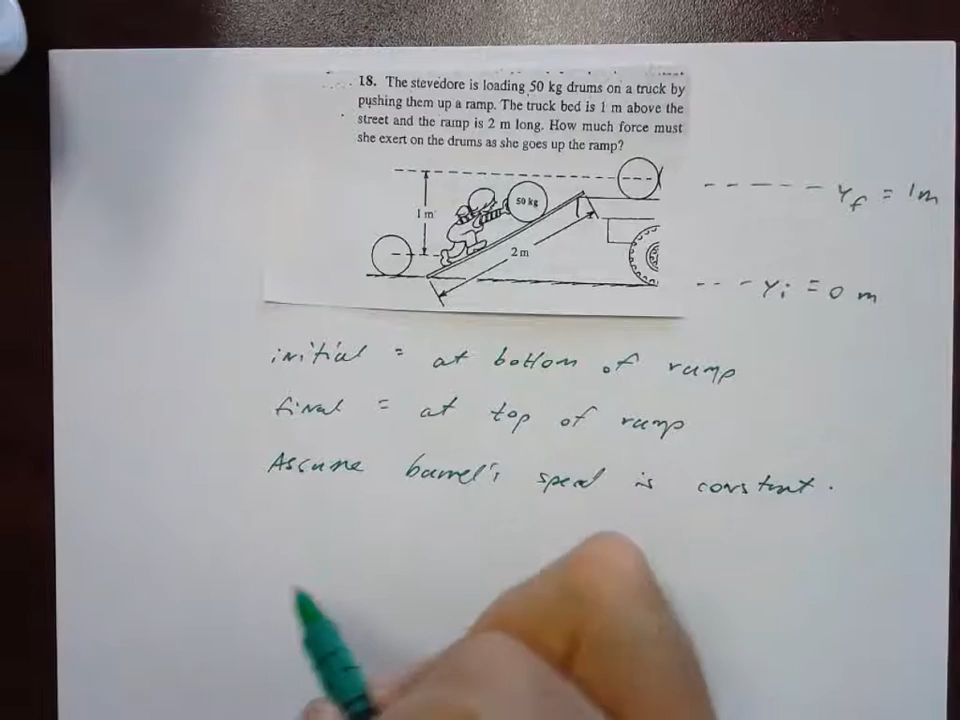 18. The stevedore is loading 50 kg drums on a truck by
pushing them up a ramp. The truck bed is 1 m above the
street and the ramp is 2 m long. How much force must
she exert on the drums as she goes up the ramp?
1 m
50 kg
2 m
Yf = 1m
Yi = 0 m
initial = at bottom of ramp
final = at top of ramp
Assume barrel's speed is constant.